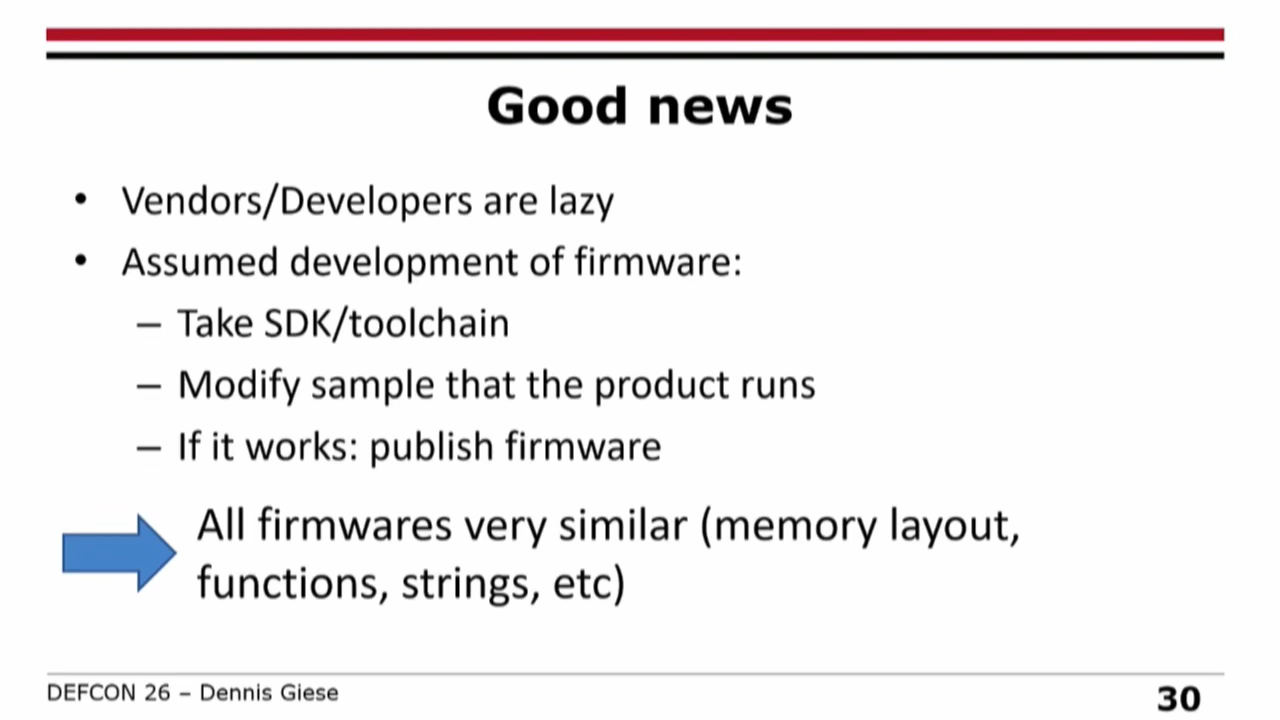 Good news
• Vendors/Developers are lazy
• Assumed development of firmware:
– Take SDK/toolchain
– Modify sample that the product runs
– If it works: publish firmware
All firmwares very similar (memory layout,
functions, strings, etc)
DEFCON 26 – Dennis Giese
30